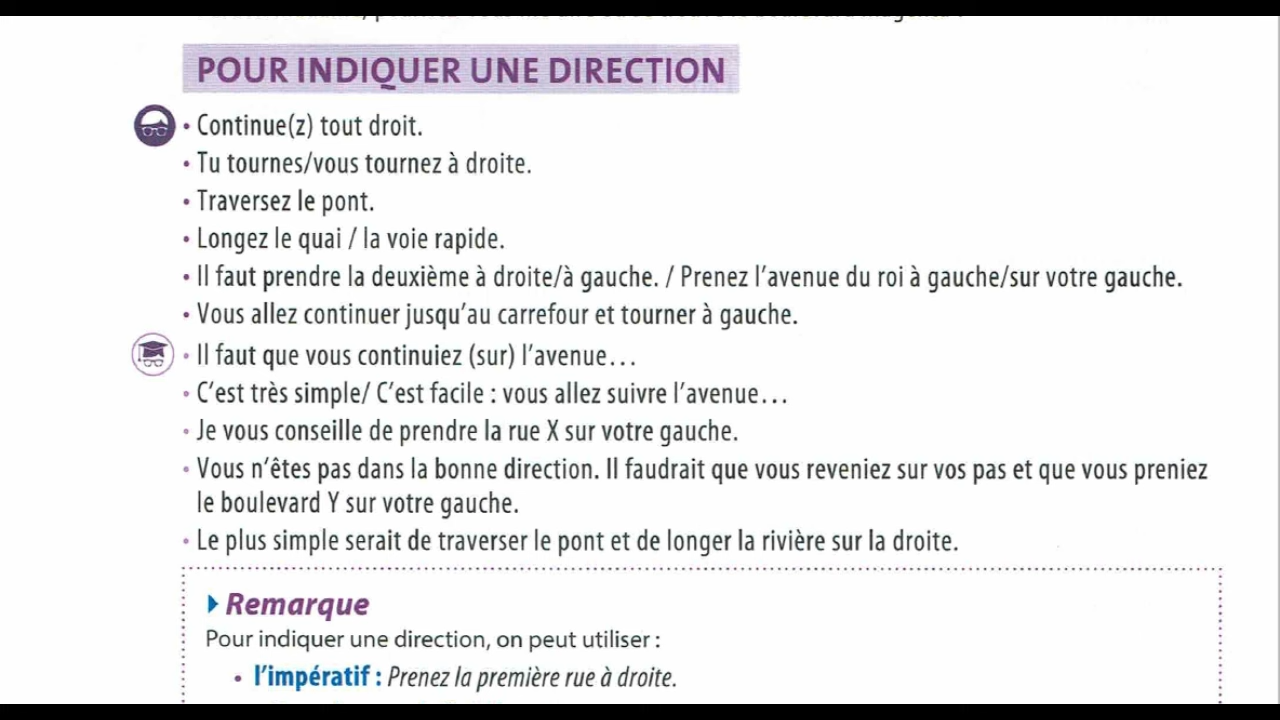 POUR INDIQUER UNE DIRECTION
• Continue(z) tout droit.
• Tu tournes/vous tournez à droite.
• Traversez le pont.
• Longez le quai / la voie rapide.
• Il faut prendre la deuxième à droite/à gauche. / Prenez l'avenue du roi à gauche/sur votre gauche.
• Vous allez continuer jusqu'au carrefour et tourner à gauche.
• Il faut que vous continuiez (sur) l'avenue…
• C'est très simple/ C'est facile : vous allez suivre l'avenue…
• Je vous conseille de prendre la rue X sur votre gauche.
• Vous n'êtes pas dans la bonne direction. Il faudrait que vous reveniez sur vos pas et que vous preniez
le boulevard Y sur votre gauche.
• Le plus simple serait de traverser le pont et de longer la rivière sur la droite.
Remarque
Pour indiquer une direction, on peut utiliser :
• l'impératif : Prenez la première rue à droite.